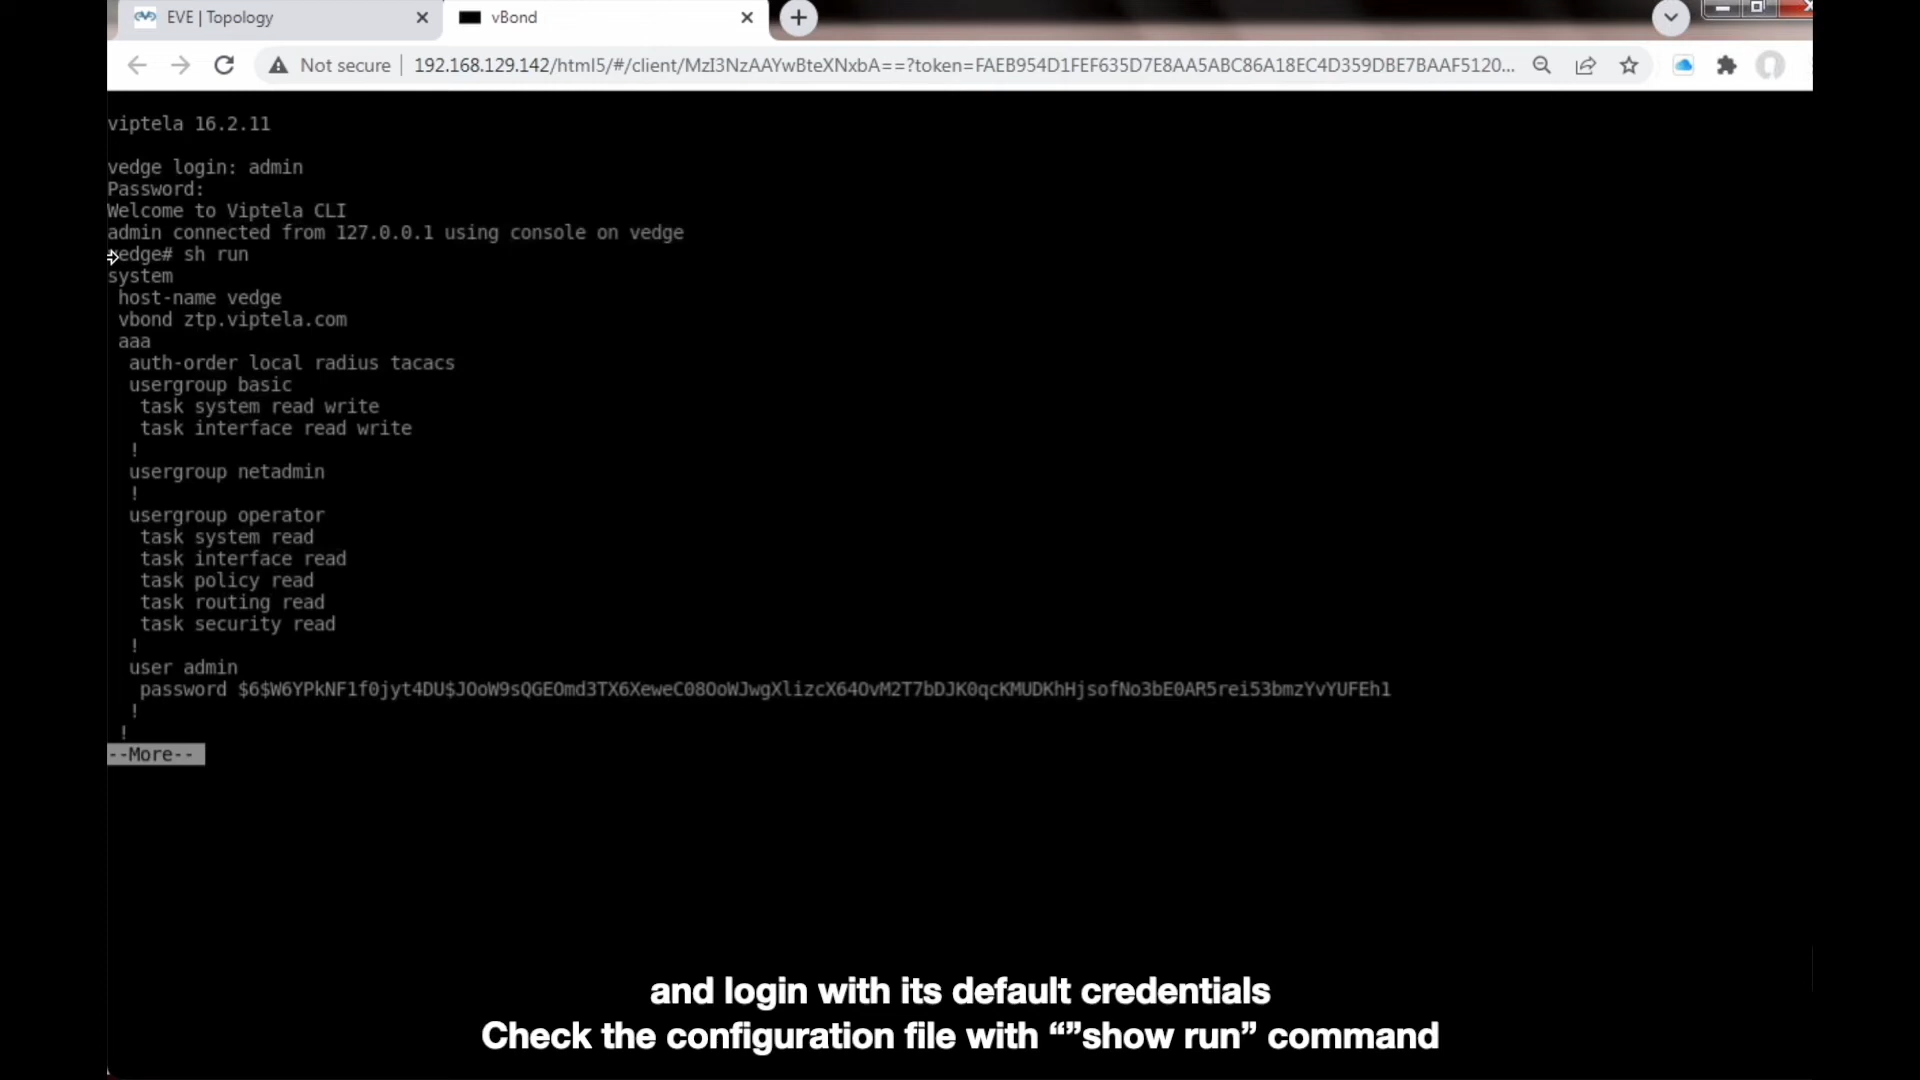 EVE | Topology
vBond
Not secure
192.168.129.142/html5/#/client/MzI3NzAAYwBteXNxbA==?token=FAEB954D1FEF635D7E8AA5ABC86A18EC4D359DBE7BAAF5120...
viptela 16.2.11
vedge login: admin
Password:
Welcome to Viptela CLI
admin connected from 127.0.0.1 using console on vedge
vedge# sh run
system
host-name vedge
vbond ztp.viptela.com
aaa
auth-order local radius tacacs
usergroup basic
task system read write
task interface read write
!
usergroup netadmin
!
usergroup operator
task system read
task interface read
task policy read
task routing read
task security read
!
user admin
password $6$W6YPkNF1f0jyt4DU$JOoW9sQGEOmd3TX6XeweC08OoWJwgXlizcX64OvM2T7bDJK0qcKMUDKhHjsofNo3bE0AR5rei53bmzYvYUFEh1
!
!
--More--
and login with its default credentials
Check the configuration file with “”show run” command